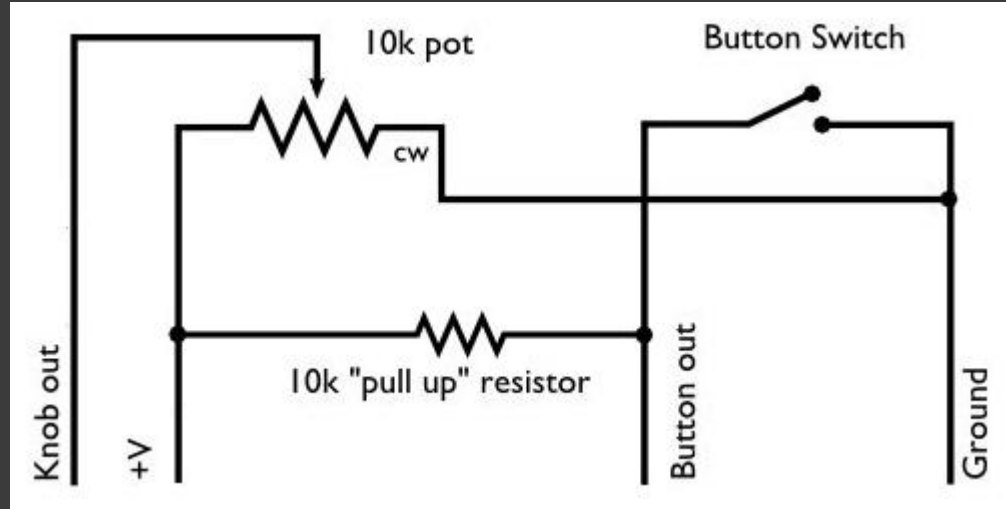 10k pot
Button Switch
cw
10k "pull up" resistor
Knob out
+V
Button out
Ground